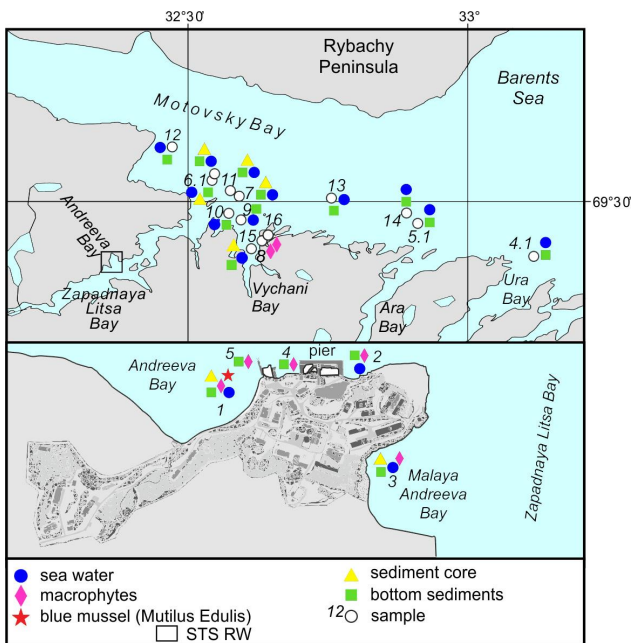 32°30'
33°
Rybachy
Peninsula
Barents
Sea
Motovsky Bay
12
6.1
11
7
13
69°30'
10
9
16
14
5.1
15
8
4.1
Andreeva
Bay
Zapadnaya
Litsa
Bay
Vychani
Bay
Ara
Bay
Ura
Bay
Andreeva
Bay
5
4
pier
2
1
3
Malaya
Andreeva
Bay
Zapadnaya Litsa Bay
sea water
macrophytes
blue mussel (Mutilus Edulis)
STS RW
sediment core
bottom sediments
12 sample